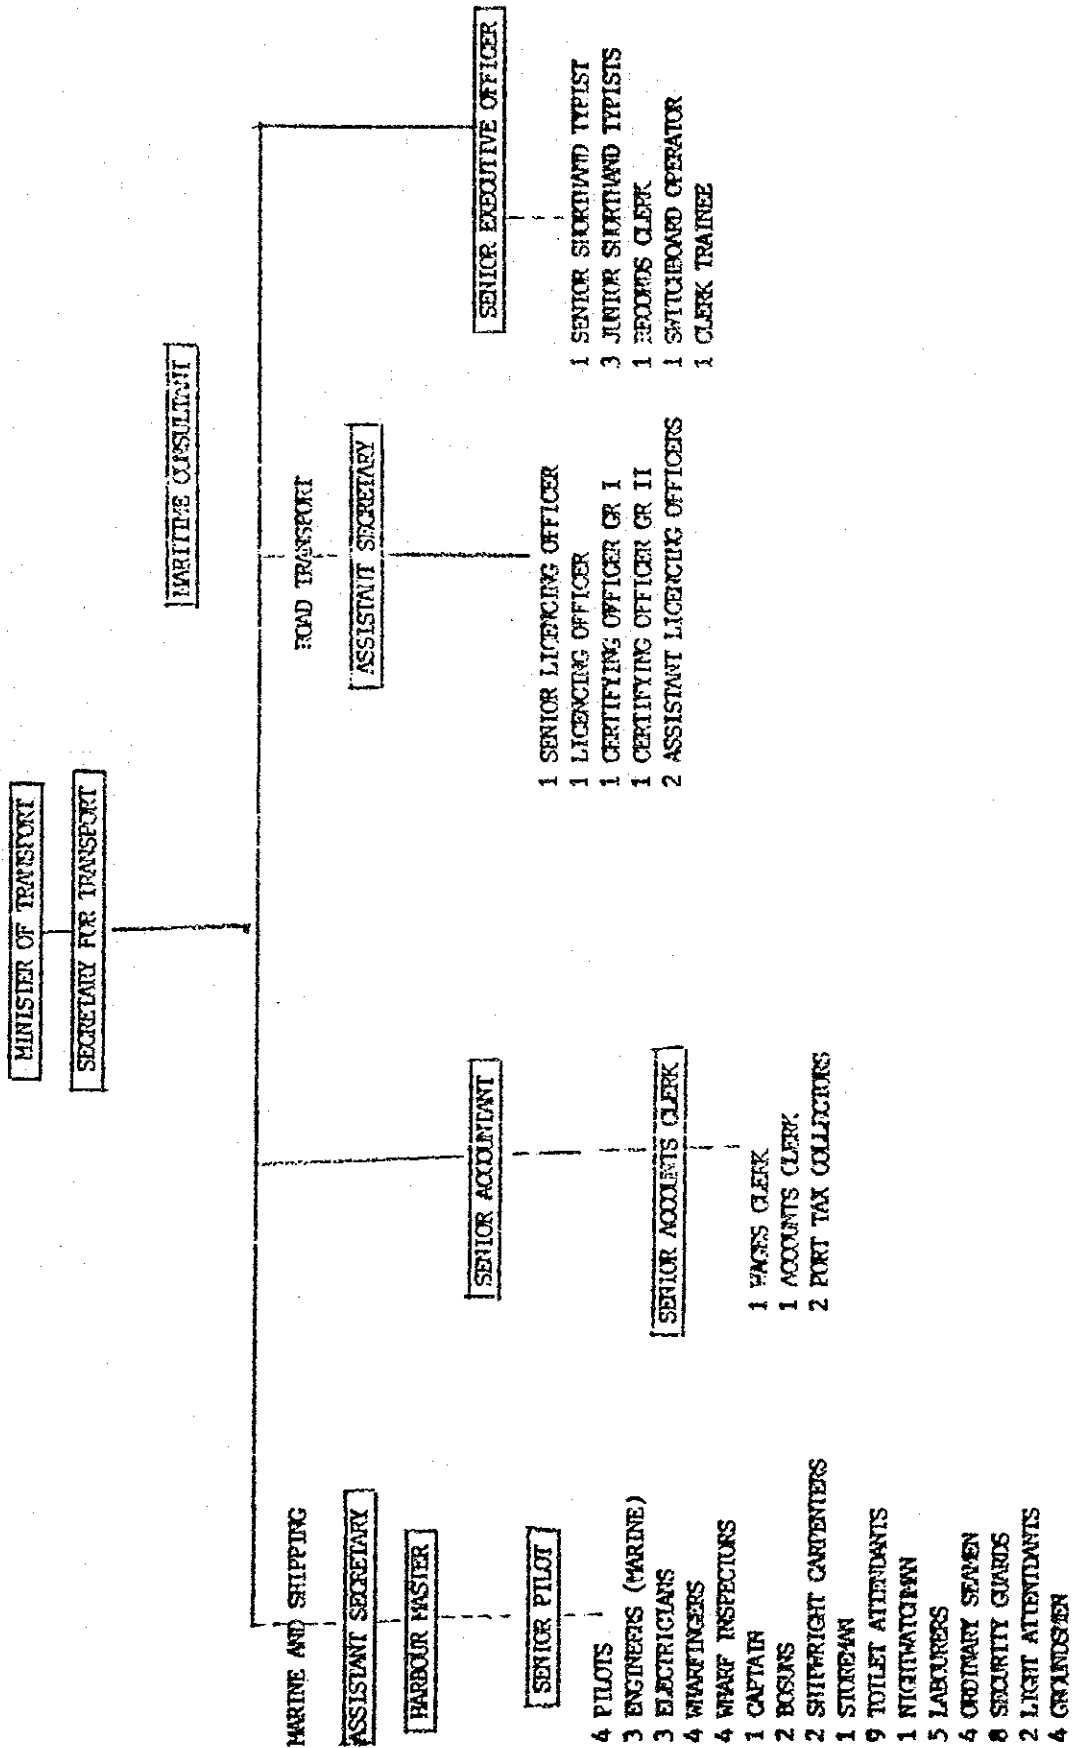 MINISTER OF TRANSPORT
SECRETARY FOR TRANSPORT
MARITIME CONSULTANT
MARINE AND SHIPPING
ASSISTANT SECRETARY
HARBOUR MASTER
SENIOR PILOT
4 PILOTS
3 ENGINEERS (MARINE)
3 ELECTRICIANS
4 WHARFINGERS
4 WHARF INSPECTORS
1 CAPTAIN
2 BOSUNS
2 SHIPWRIGHT CARPENTERS
1 STOREMAN
9 TOILET ATTENDANTS
1 NIGHTWATCHMAN
5 LABOURERS
4 ORDINARY SEAMEN
8 SECURITY GUARDS
2 LIGHT ATTENDANTS
4 GROUNDSMEN
SENIOR ACCOUNTANT
SENIOR ACCOUNTS CLERK
1 WAGES CLERK
1 ACCOUNTS CLERK
2 PORT TAX COLLECTORS
ROAD TRANSPORT
ASSISTANT SECRETARY
1 SENIOR LICENCING OFFICER
1 LICENCING OFFICER
1 CERTIFYING OFFICER GR I
1 CERTIFYING OFFICER GR II
2 ASSISTANT LICENCING OFFICERS
SENIOR EXECUTIVE OFFICER
1 SENIOR SHORTHAND TYPIST
3 JUNIOR SHORTHAND TYPISTS
1 RECORDS CLERK
1 SWITCHBOARD OPERATOR
1 CLERK TRAINEE